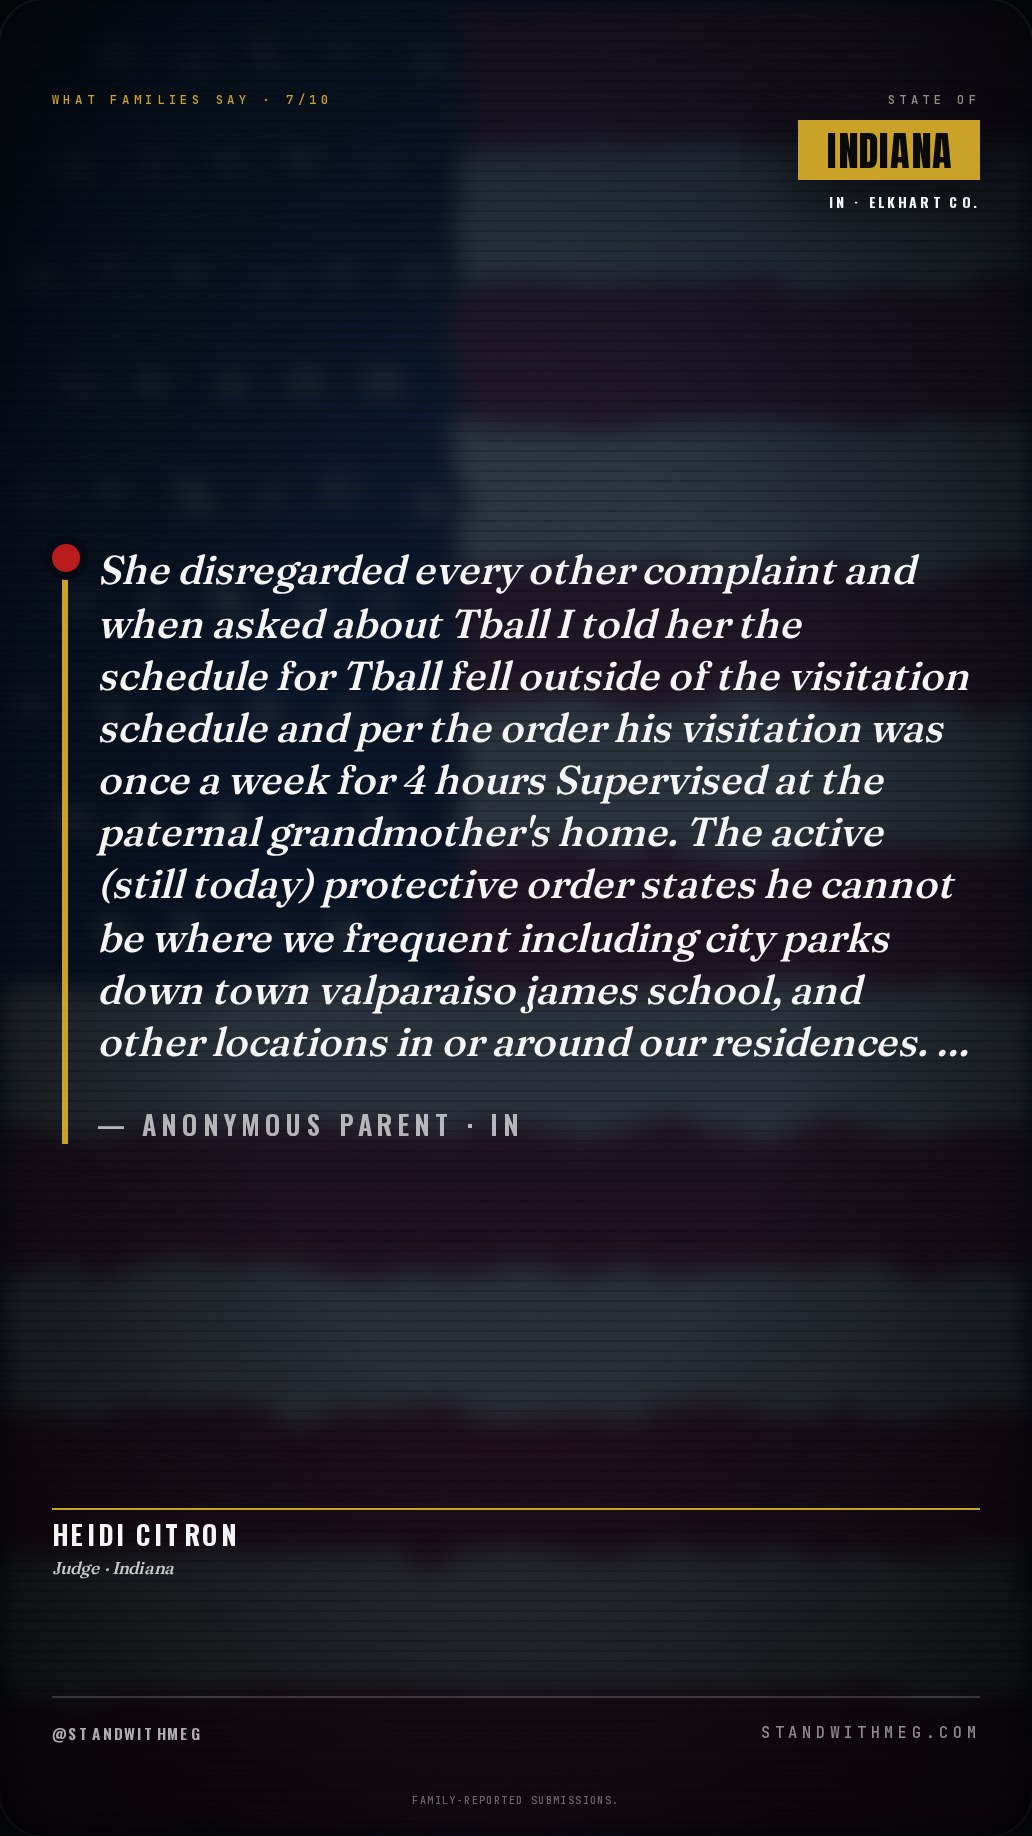 WHAT FAMILIES SAY · 7/10
STATE OF
INDIANA
IN · ELKHART CO.
She disregarded every other complaint and
when asked about Tball I told her the
schedule for Tball fell outside of the visitation
schedule and per the order his visitation was
once a week for 4 hours Supervised at the
paternal grandmother's home. The active
(still today) protective order states he cannot
be where we frequent including city parks
down town valparaiso james school, and
other locations in or around our residences. ...
— ANONYMOUS PARENT · IN
HEIDI CITRON
Judge · Indiana
@STANDWITHMEG
STANDWITHMEG.COM
FAMILY-REPORTED SUBMISSIONS.